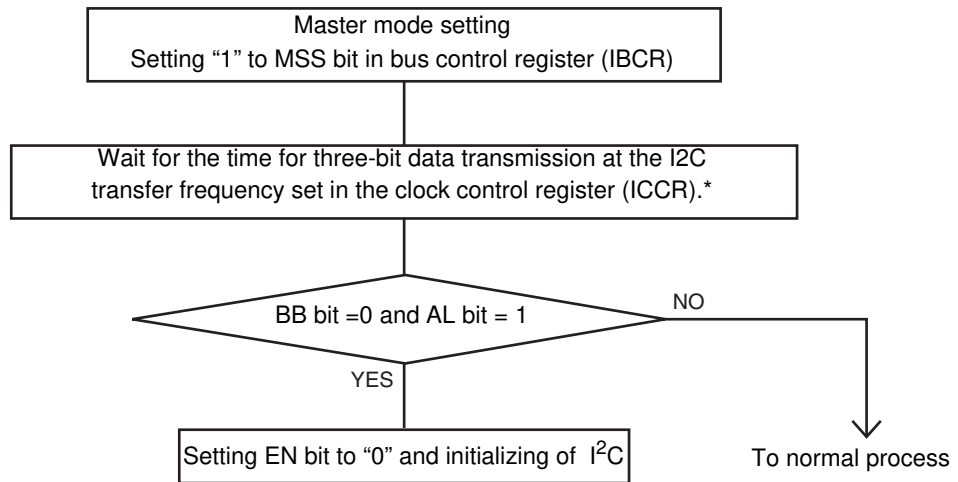 Master mode setting
Setting “1” to MSS bit in bus control register (IBCR)
Wait for the time for three-bit data transmission at the I2C
transfer frequency set in the clock control register (ICCR).*
BB bit =0 and AL bit = 1
NO
YES
Setting EN bit to “0” and initializing of I²C
To normal process